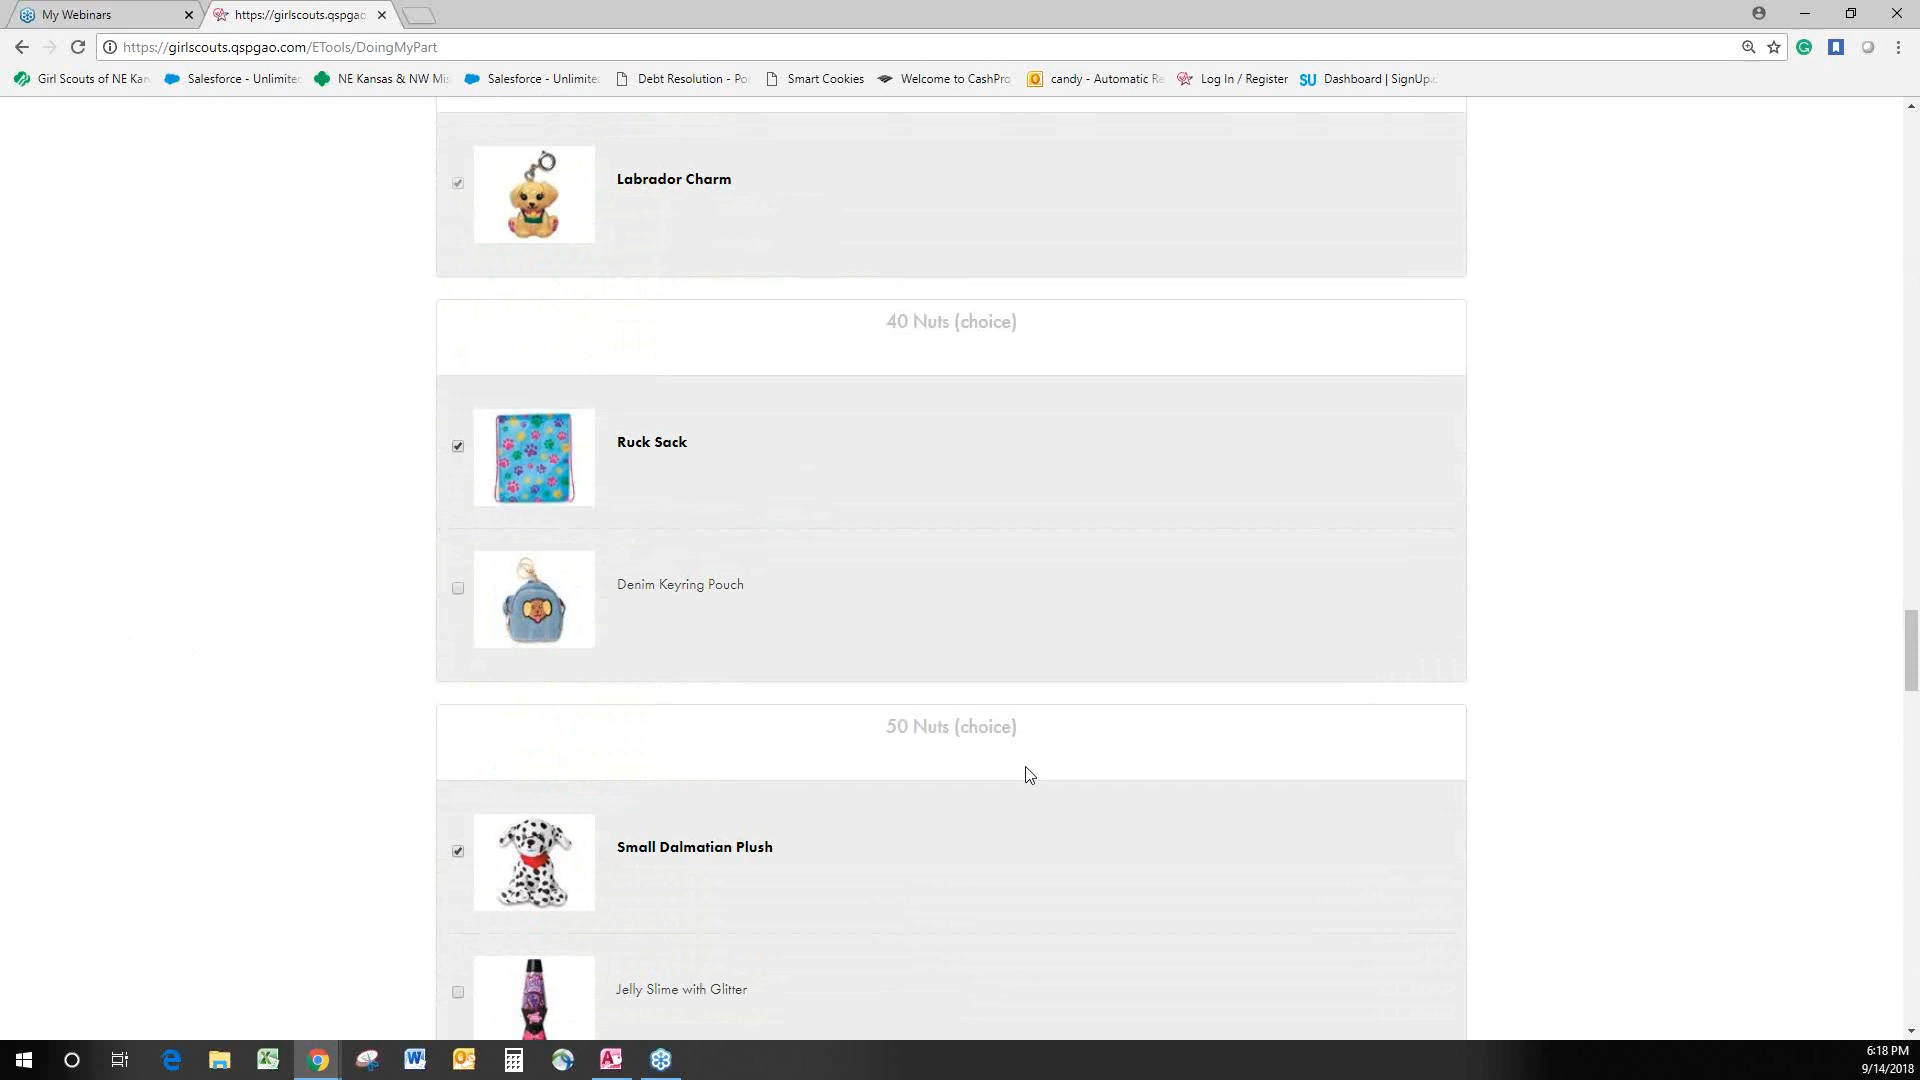 My Webinars
https://girlscouts.qspgao
https://girlscouts.qspgao.com/ETools/DoingMyPart
Girl Scouts of NE Kan
Salesforce - Unlimite
NE Kansas & NW Mis
Salesforce - Unlimite
Debt Resolution - Po
Smart Cookies
Welcome to CashPro
candy - Automatic Re
Log In / Register
SU
Dashboard | SignUp.
Labrador Charm
40 Nuts (choice)
Ruck Sack
Denim Keyring Pouch
50 Nuts (choice)
Small Dalmatian Plush
Jelly Slime with Glitter
6:18 PM
9/14/2018